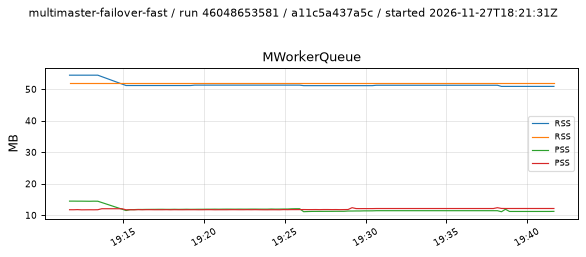 multimaster-failover-fast / run 46048653581 / a11c5a437a5c / started 2026-11-27T18:21:31Z
MWorkerQueue
MB
50
40
30
20
10
RSS
RSS
PSS
PSS
19:15
19:20
19:25
19:30
19:35
19:40